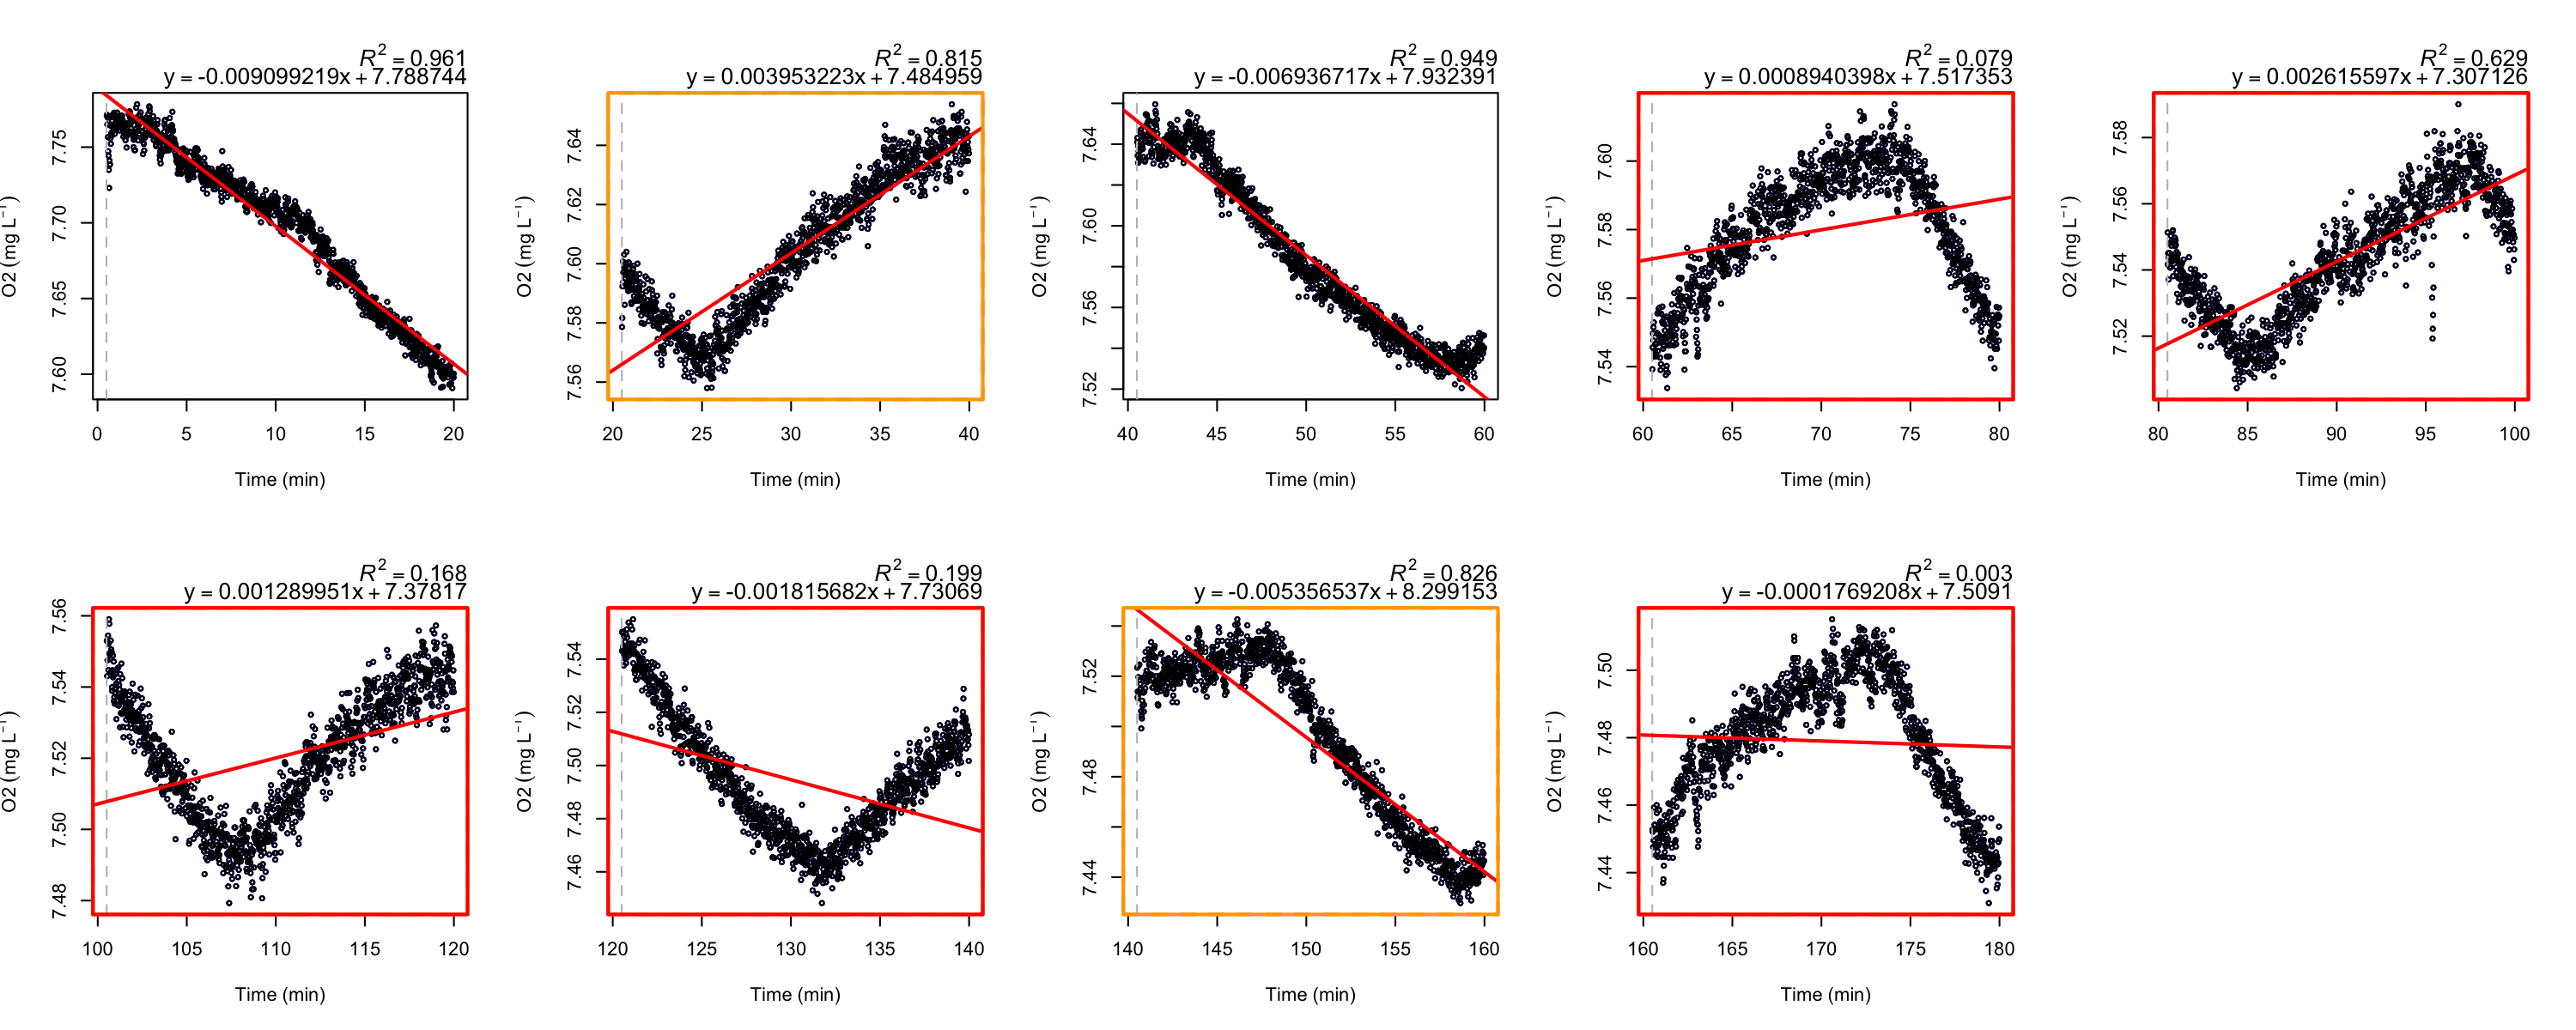 R² = 0.961
y = -0.009099219x + 7.788744
O2 (mg L⁻¹)
7.60 7.65 7.70 7.75
0 5 10 15 20
Time (min)
R² = 0.815
y = 0.003953223x + 7.484959
O2 (mg L⁻¹)
7.56 7.58 7.60 7.62 7.64
20 25 30 35 40
Time (min)
R² = 0.949
y = -0.006936717x + 7.932391
O2 (mg L⁻¹)
7.52 7.56 7.60 7.64
40 45 50 55 60
Time (min)
R² = 0.079
y = 0.0008940398x + 7.517353
O2 (mg L⁻¹)
7.54 7.56 7.58 7.60
60 65 70 75 80
Time (min)
R² = 0.629
y = 0.002615597x + 7.307126
O2 (mg L⁻¹)
7.52 7.54 7.56 7.58
80 85 90 95 100
Time (min)
R² = 0.168
y = 0.001289951x + 7.37817
O2 (mg L⁻¹)
7.48 7.50 7.52 7.54 7.56
100 105 110 115 120
Time (min)
R² = 0.199
y = -0.001815682x + 7.73069
O2 (mg L⁻¹)
7.46 7.48 7.50 7.52 7.54
120 125 130 135 140
Time (min)
R² = 0.826
y = -0.005356537x + 8.299153
O2 (mg L⁻¹)
7.44 7.48 7.52
140 145 150 155 160
Time (min)
R² = 0.003
y = -0.0001769208x + 7.5091
O2 (mg L⁻¹)
7.44 7.46 7.48 7.50
160 165 170 175 180
Time (min)